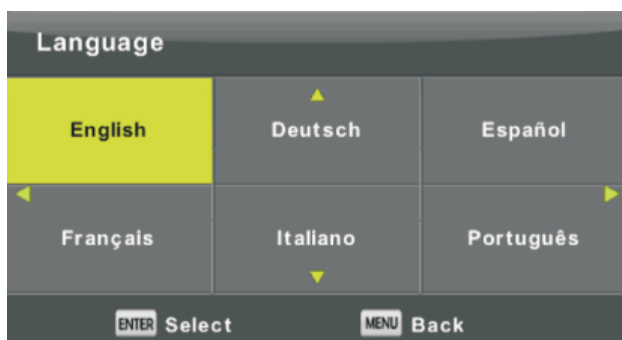 Language
English Deutsch Español
Français Italiano Português
ENTER Select MENU Back